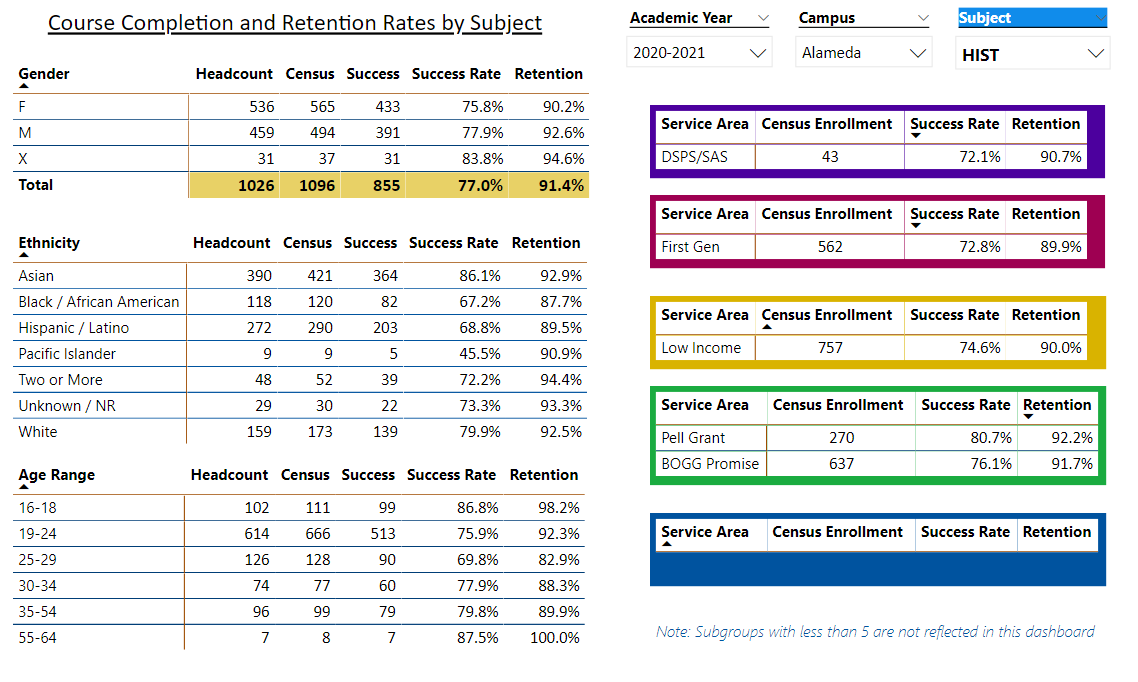 Course Completion and Retention Rates by Subject
Academic Year Campus Subject
2020-2021 Alameda HIST
Gender Headcount Census Success Success Rate Retention
F 536 565 433 75.8% 90.2%
M 459 494 391 77.9% 92.6%
X 31 37 31 83.8% 94.6%
Total 1026 1096 855 77.0% 91.4%
Ethnicity Headcount Census Success Success Rate Retention
Asian 390 421 364 86.1% 92.9%
Black / African American 118 120 82 67.2% 87.7%
Hispanic / Latino 272 290 203 68.8% 89.5%
Pacific Islander 9 9 5 45.5% 90.9%
Two or More 48 52 39 72.2% 94.4%
Unknown / NR 29 30 22 73.3% 93.3%
White 159 173 139 79.9% 92.5%
Age Range Headcount Census Success Success Rate Retention
16-18 102 111 99 86.8% 98.2%
19-24 614 666 513 75.9% 92.3%
25-29 126 128 90 69.8% 82.9%
30-34 74 77 60 77.9% 88.3%
35-54 96 99 79 79.8% 89.9%
55-64 7 8 7 87.5% 100.0%
Service Area Census Enrollment Success Rate Retention
DSPS/SAS 43 72.1% 90.7%
Service Area Census Enrollment Success Rate Retention
First Gen 562 72.8% 89.9%
Service Area Census Enrollment Success Rate Retention
Low Income 757 74.6% 90.0%
Service Area Census Enrollment Success Rate Retention
Pell Grant 270 80.7% 92.2%
BOGG Promise 637 76.1% 91.7%
Service Area Census Enrollment Success Rate Retention
Note: Subgroups with less than 5 are not reflected in this dashboard